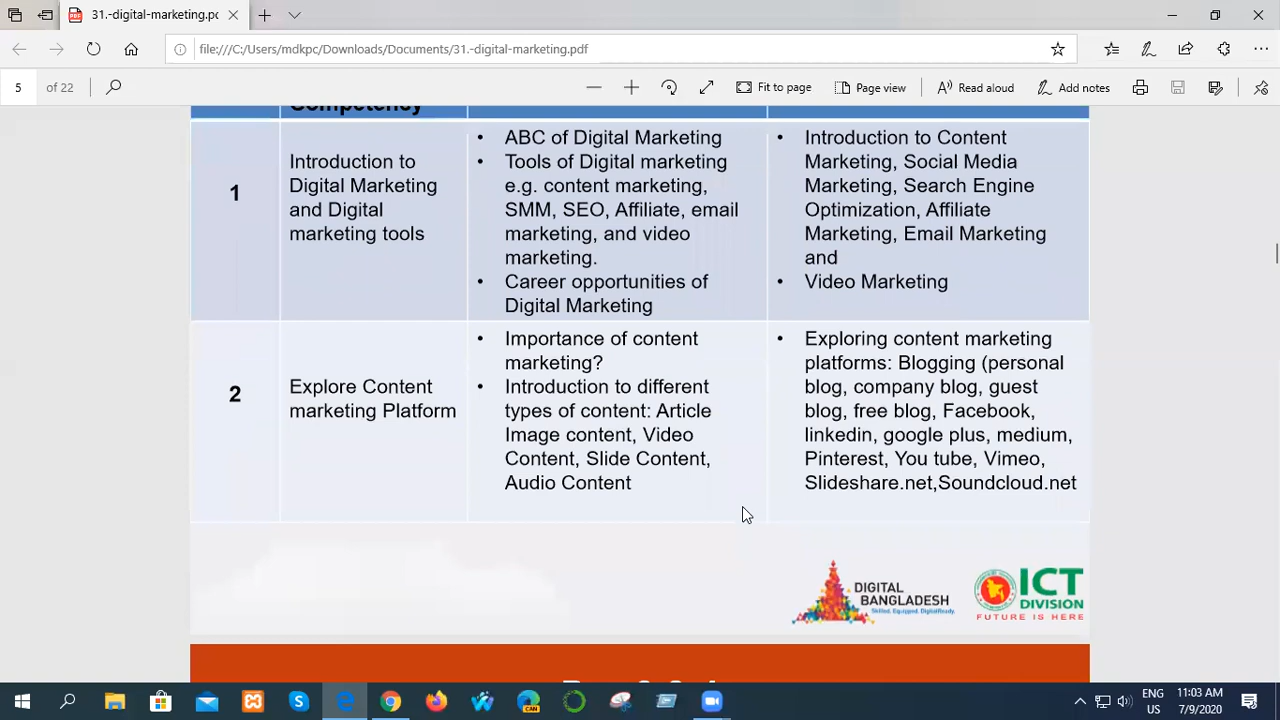 31.-digital-marketing.pd
file:///C:/Users/mdkpc/Downloads/Documents/31.-digital-marketing.pdf
5 of 22
Fit to page
Page view
Read aloud
Add notes
Competency
1
Introduction to
Digital Marketing
and Digital
marketing tools
• ABC of Digital Marketing
• Tools of Digital marketing
e.g. content marketing,
SMM, SEO, Affiliate, email
marketing, and video
marketing.
• Career opportunities of
Digital Marketing
• Introduction to Content
Marketing, Social Media
Marketing, Search Engine
Optimization, Affiliate
Marketing, Email Marketing
and
• Video Marketing
2
Explore Content
marketing Platform
• Importance of content
marketing?
• Introduction to different
types of content: Article
Image content, Video
Content, Slide Content,
Audio Content
• Exploring content marketing
platforms: Blogging (personal
blog, company blog, guest
blog, free blog, Facebook,
linkedin, google plus, medium,
Pinterest, You tube, Vimeo,
Slideshare.net,Soundcloud.net
DIGITAL
BANGLADESH
Skilled. Equipped. DigitalReady.
ICT
DIVISION
FUTURE IS HERE
CAN
ENG
US
11:03 AM
7/9/2020